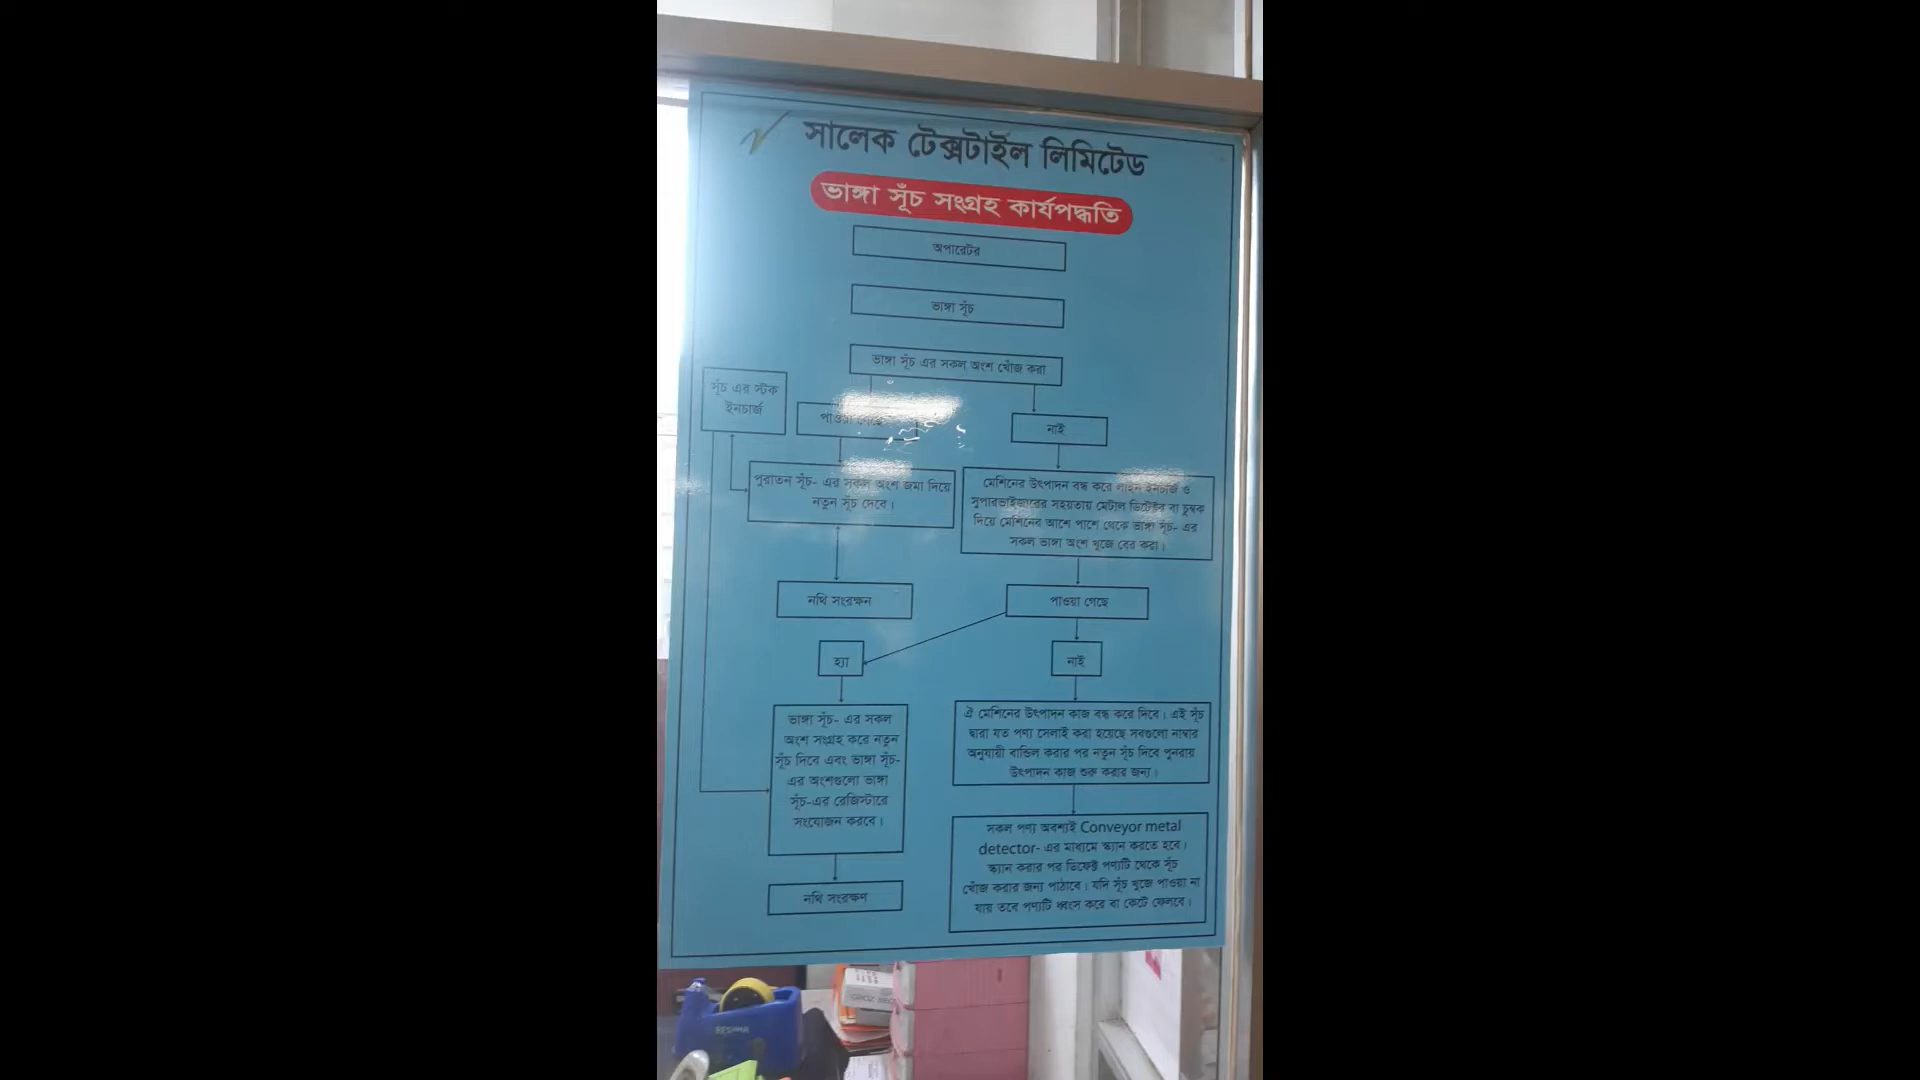 সালেক টেক্সটাইল লিমিটেড
ভাঙ্গা সূঁচ সংগ্রহ কার্যপদ্ধতি
অপারেটর
ভাঙ্গা সূঁচ
ভাঙ্গা সূঁচ এর সকল অংশ খোঁজ করা
সূঁচ এর স্টক
ইনচার্জ
পাওয়া গেছে
নাই
পুরাতন সূঁচ- এর সকল অংশ জমা দিয়ে
নতুন সূঁচ দেবে।
মেশিনের উৎপাদন বন্ধ করে লাইন ইনচার্জ ও
সুপারভাইজারের সহয়তায় মেটাল ডিটেক্টর বা চুম্বক
দিয়ে মেশিনের আশে পাশে থেকে ভাঙ্গা সূঁচ- এর
সকল ভাঙ্গা অংশ খুজে বের করা।
নথি সংরক্ষন
পাওয়া গেছে
হ্যা
নাই
ভাঙ্গা সূঁচ- এর সকল
অংশ সংগ্রহ করে নতুন
সূঁচ দিবে এবং ভাঙ্গা সূঁচ-
এর অংশগুলো ভাঙ্গা
সূঁচ-এর রেজিস্টারে
সংযোজন করবে।
নথি সংরক্ষণ
ঐ মেশিনের উৎপাদন কাজ বন্ধ করে দিবে। এই সূঁচ
দ্বারা যত পণ্য সেলাই করা হয়েছে সবগুলো নাম্বার
অনুযায়ী বান্ডিল করার পর নতুন সূঁচ দিবে পুনরায়
উৎপাদন কাজ শুরু করার জন্য।
সকল পণ্য অবশ্যই Conveyor metal
detector- এর মাধ্যমে স্ক্যান করতে হবে।
স্ক্যান করার পর ডিফেক্ট পণ্যটি থেকে সূঁচ
খোঁজ করার জন্য পাঠাবে। যদি সূঁচ খুজে পাওয়া না
যায় তবে পণ্যটি ধ্বংস করে বা কেটে ফেলবে।